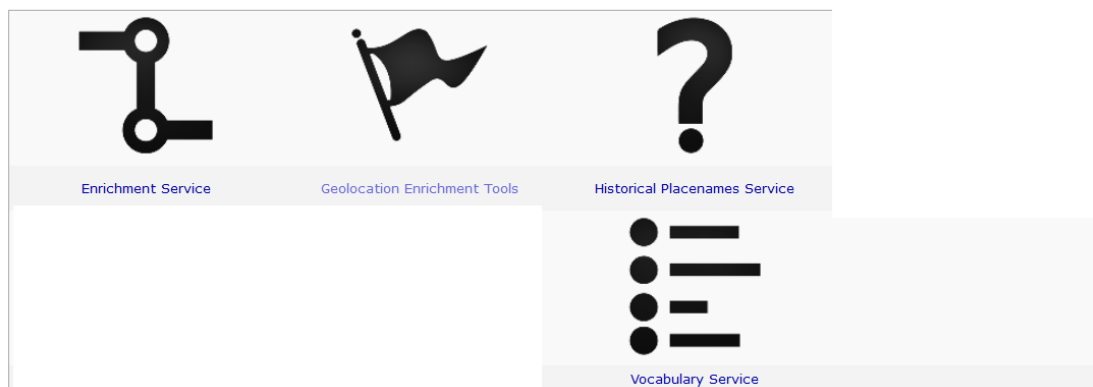 Enrichment Service
Geolocation Enrichment Tools
Historical Placenames Service
Vocabulary Service